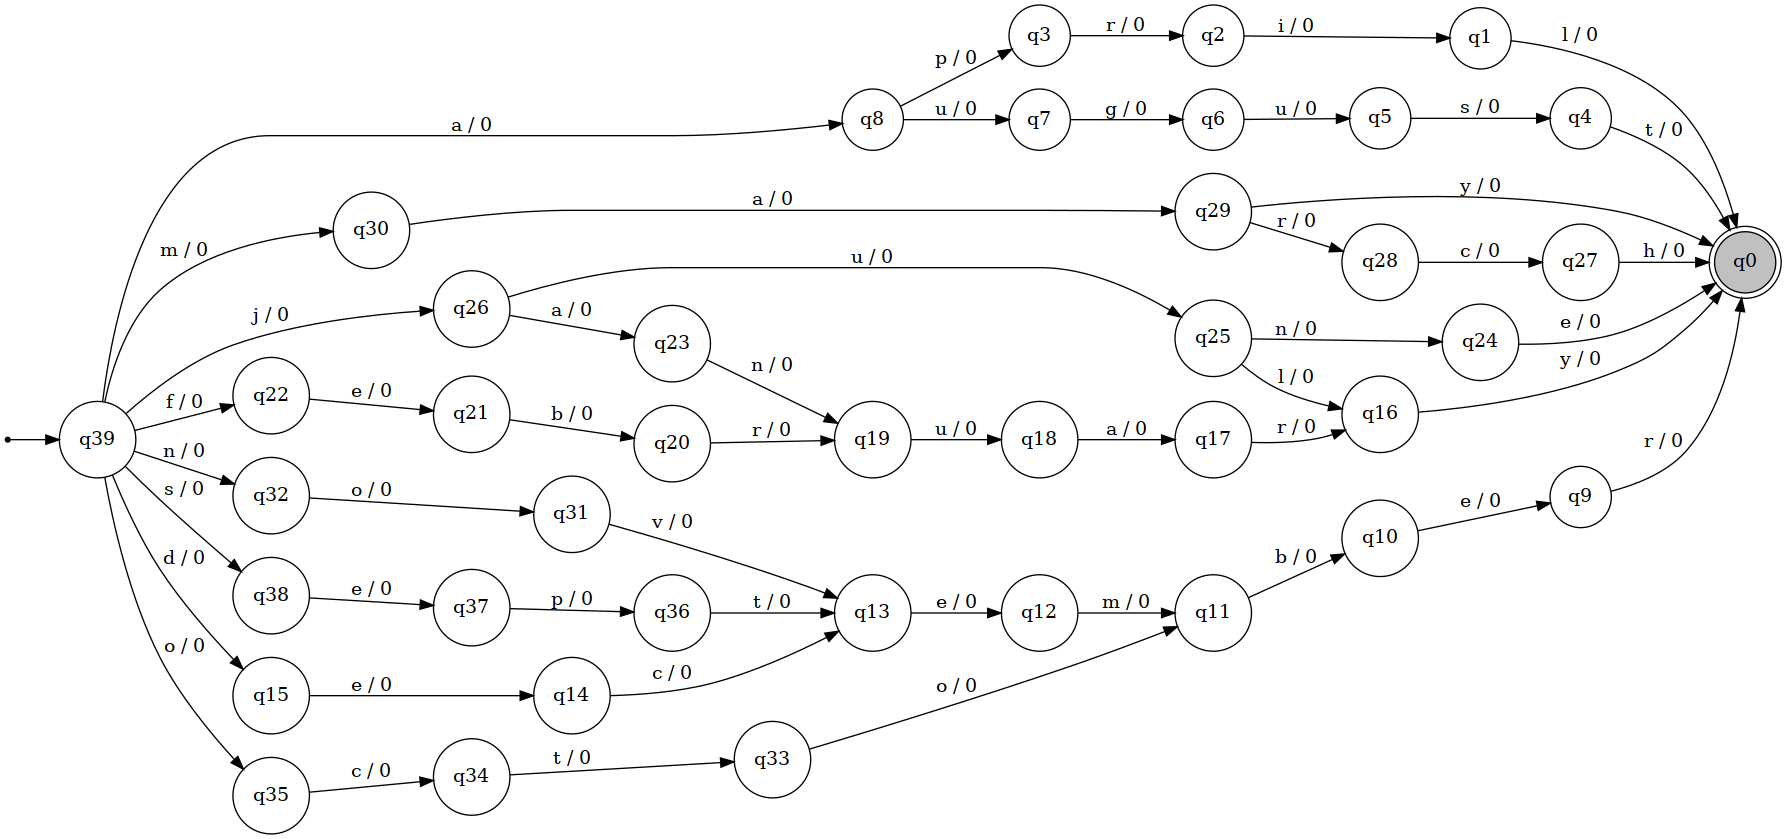 q3
r / 0
q2
i / 0
q1
l / 0
p / 0
a / 0
q8
u / 0
q7
g / 0
q6
u / 0
q5
s / 0
q4
t / 0
m / 0
q30
a / 0
q29
y / 0
r / 0
q28
c / 0
q27
h / 0
q0
j / 0
q26
u / 0
a / 0
q23
q25
n / 0
q24
e / 0
n / 0
l / 0
y / 0
f / 0
q22
e / 0
q21
b / 0
q20
r / 0
q19
u / 0
q18
a / 0
q17
r / 0
q16
q39
n / 0
q32
o / 0
q31
v / 0
r / 0
s / 0
q38
e / 0
q37
p / 0
q36
t / 0
q13
e / 0
q12
m / 0
q11
b / 0
q10
e / 0
q9
d / 0
q15
e / 0
q14
c / 0
o / 0
o / 0
q35
c / 0
q34
t / 0
q33